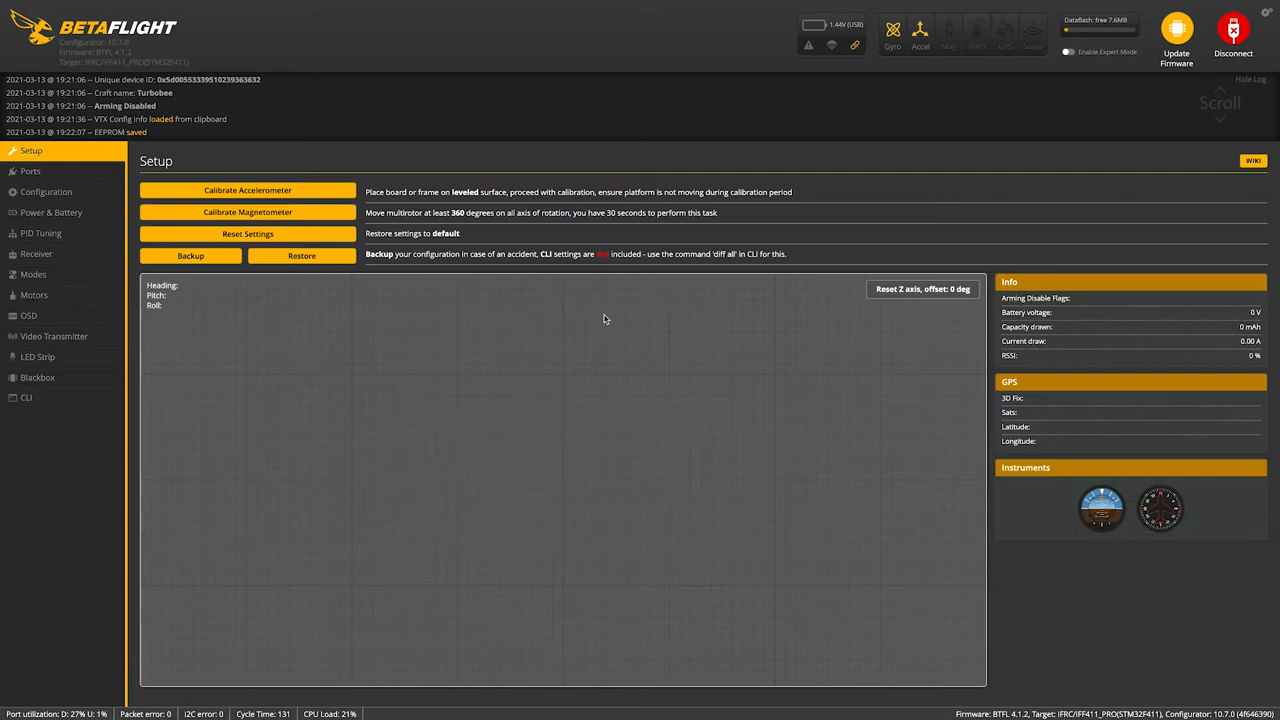 BETAFLIGHT
Configurator: 10.7.0
Firmware: BTFL 4.1.2
Target: IFRC/IFF411_PRO(STM32F411)
1.44V (USB)
Gyro
Accel
Mag
Baro
GPS
Sonar
Dataflash: free 7.6MB
Enable Expert Mode
Update
Firmware
Disconnect
2021-03-13 @ 19:21:06 -- Unique device ID: 0x5d00553339510239363632
2021-03-13 @ 19:21:06 -- Craft name: Turbobee
2021-03-13 @ 19:21:06 -- Arming Disabled
2021-03-13 @ 19:21:36 -- VTX Config info loaded from clipboard
2021-03-13 @ 19:22:07 -- EEPROM saved
Hide Log
Scroll
Setup
Ports
Configuration
Power & Battery
PID Tuning
Receiver
Modes
Motors
OSD
Video Transmitter
LED Strip
Blackbox
CLI
Setup
WIKI
Calibrate Accelerometer
Place board or frame on leveled surface, proceed with calibration, ensure platform is not moving during calibration period
Calibrate Magnetometer
Move multirotor at least 360 degrees on all axis of rotation, you have 30 seconds to perform this task
Reset Settings
Restore settings to default
Backup
Restore
Backup your configuration in case of an accident, CLI settings are not included - use the command 'diff all' in CLI for this.
Heading:
Pitch:
Roll:
Reset Z axis, offset: 0 deg
Info
Arming Disable Flags:
Battery voltage: 0 V
Capacity drawn: 0 mAh
Current draw: 0.00 A
RSSI: 0 %
GPS
3D Fix:
Sats:
Latitude:
Longitude:
Instruments
Port utilization: D: 27% U: 1%
Packet error: 0
I2C error: 0
Cycle Time: 131
CPU Load: 21%
Firmware: BTFL 4.1.2, Target: IFRC/IFF411_PRO(STM32F411), Configurator: 10.7.0 (4f646390)